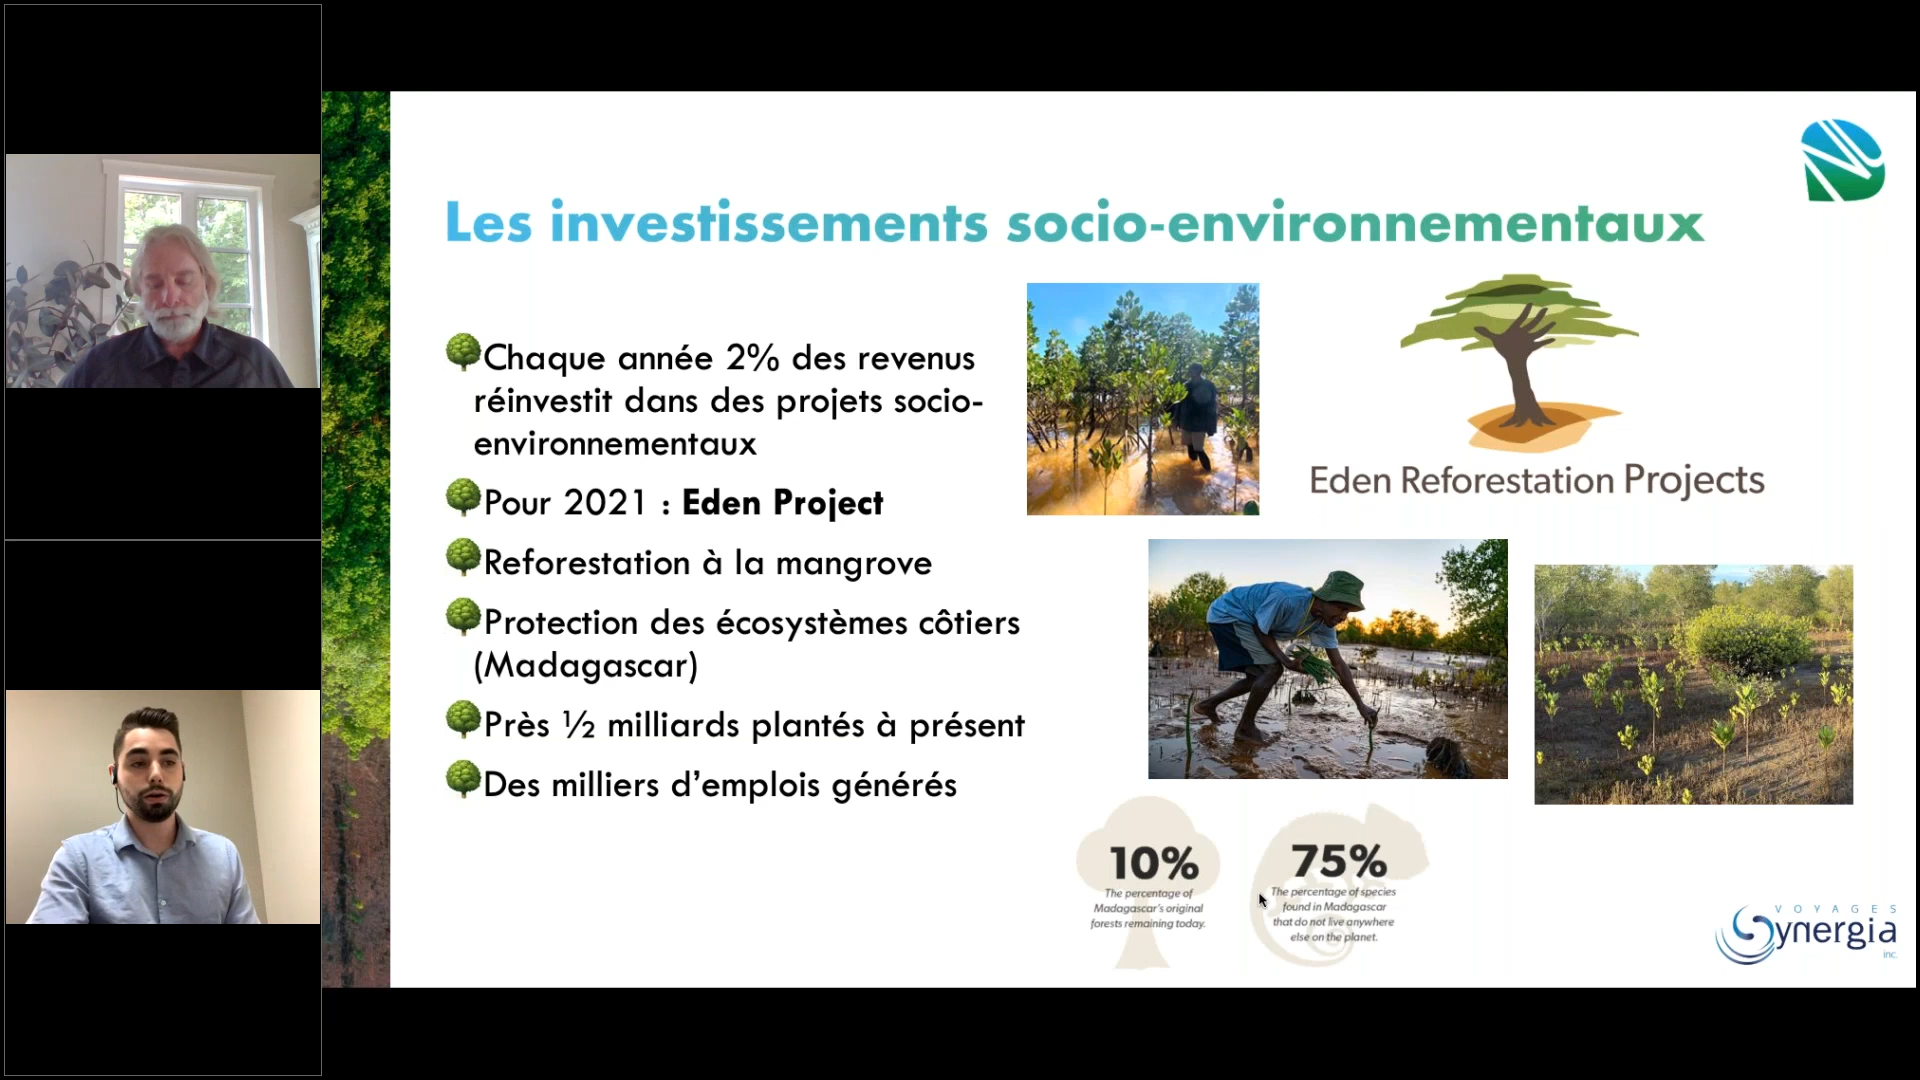 Les investissements socio-environnementaux
Chaque année 2% des revenus
réinvestit dans des projets socio-
environnementaux
Pour 2021 : Eden Project
Reforestation à la mangrove
Protection des écosystèmes côtiers
(Madagascar)
Près ½ milliards plantés à présent
Des milliers d’emplois générés
Eden Reforestation Projects
10%
The percentage of
Madagascar's original
forests remaining today.
75%
The percentage of species
found in Madagascar
that do not live anywhere
else on the planet.
VOYAGES
Synergia
inc.